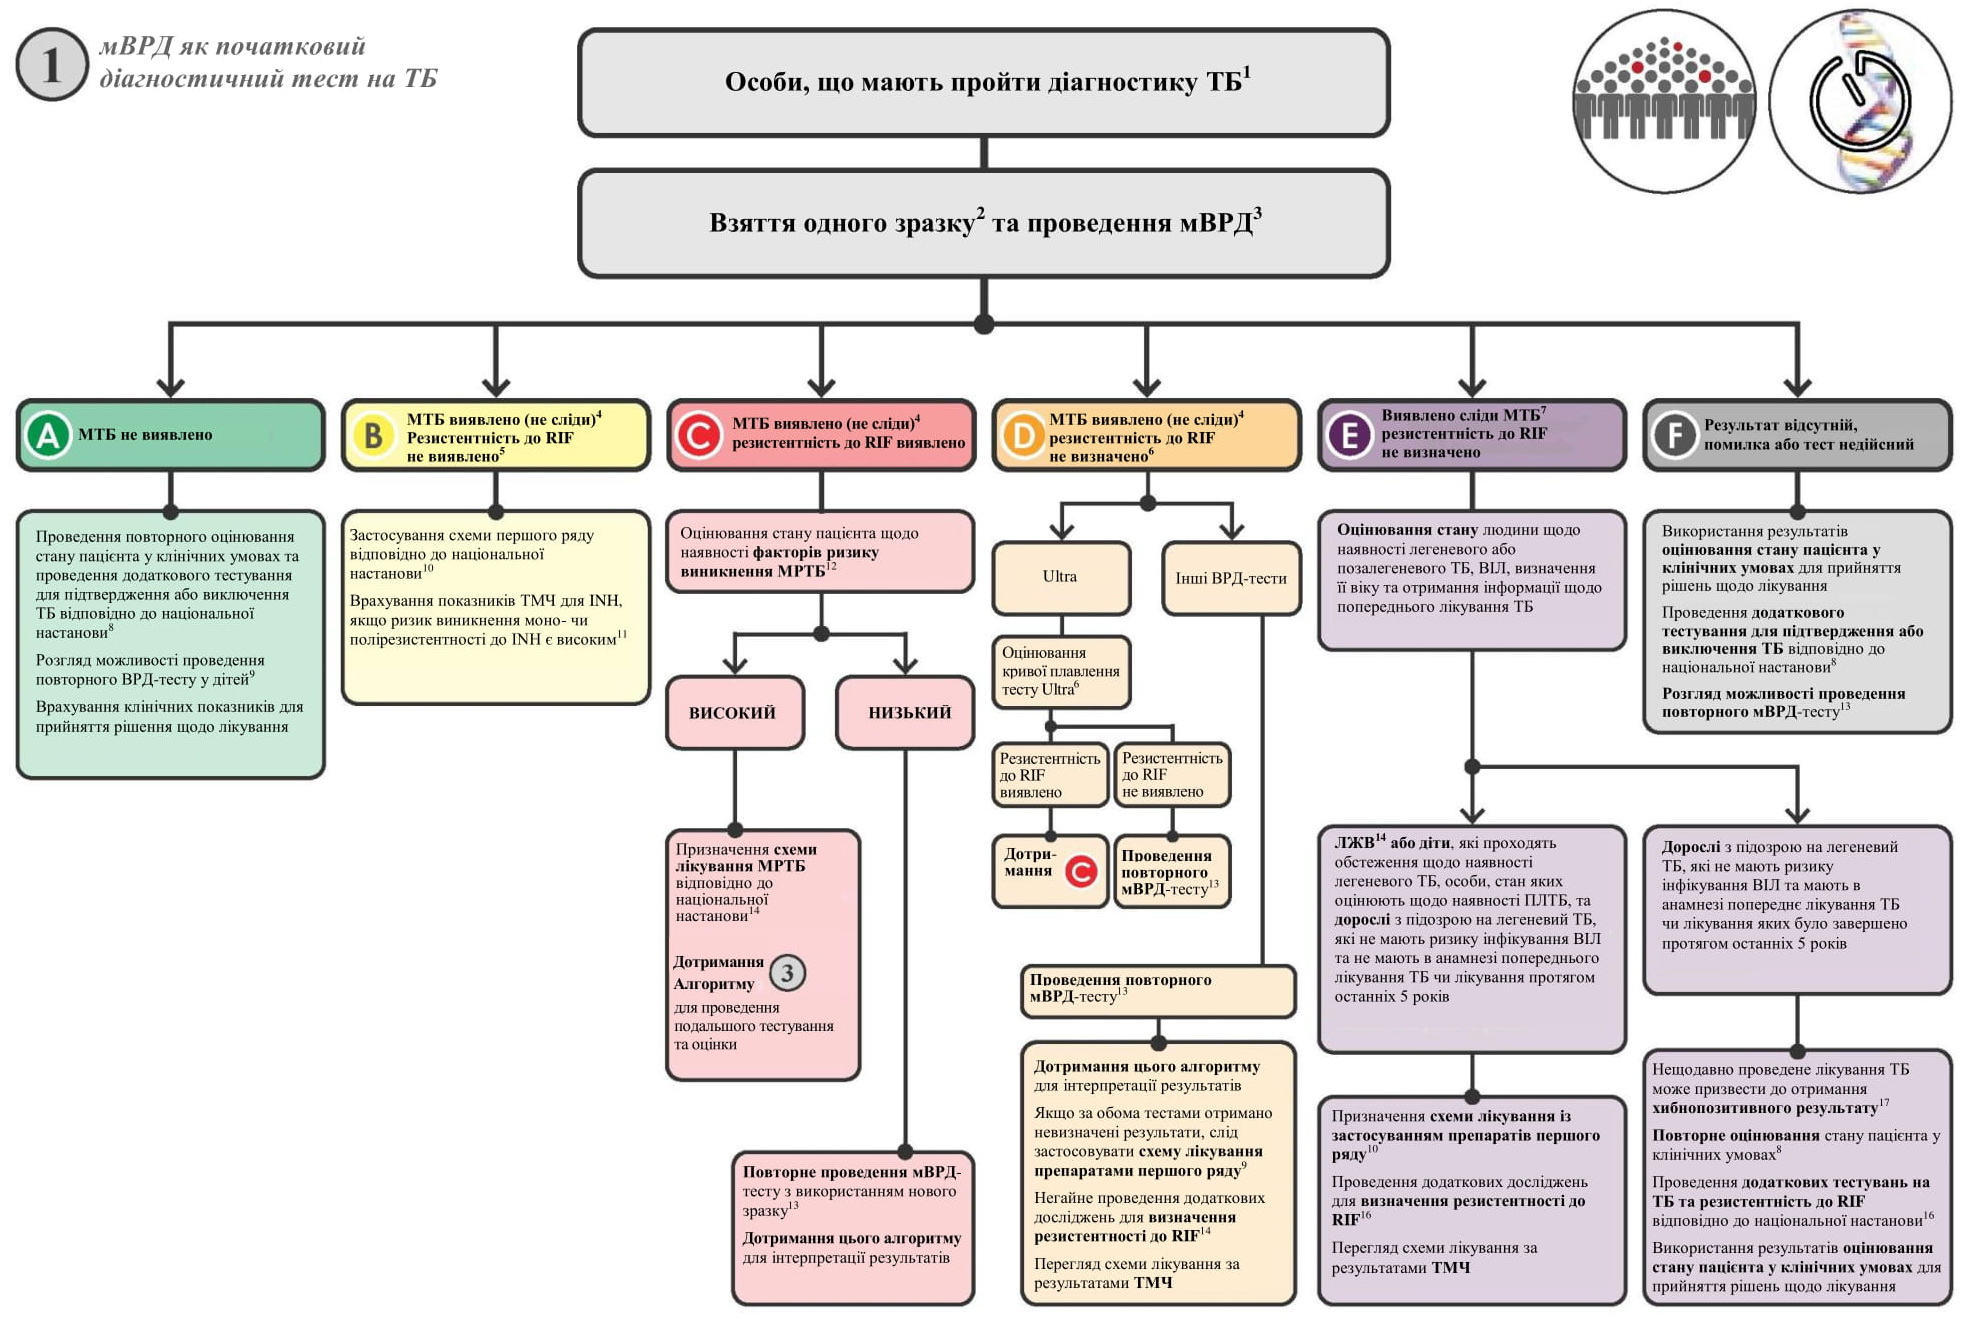 1
мВРД як початковий
діагностичний тест на ТБ
Особи, що мають пройти діагностику ТБ¹
Взяття одного зразку² та проведення мВРД³
A
МТБ не виявлено
Проведення повторного оцінювання
стану пацієнта у клінічних умовах та
проведення додаткового тестування
для підтвердження або виключення
ТБ відповідно до національної
настанови⁸
Розгляд можливості проведення
повторного ВРД-тесту у дітей⁹
Врахування клінічних показників для
прийняття рішення щодо лікування
B
МТБ виявлено (не сліди)⁴
Резистентність до RIF
не виявлено⁵
Застосування схеми першого ряду
відповідно до національної
настанови¹⁰
Врахування показників ТМЧ для INH,
якщо ризик виникнення моно- чи
полірезистентності до INH є високим¹¹
C
МТБ виявлено (не сліди)⁴
резистентність до RIF виявлено
Оцінювання стану пацієнта щодо
наявності факторів ризику
виникнення МРТБ¹²
ВИСОКИЙ
НИЗЬКИЙ
Призначення схеми
лікування МРТБ
відповідно до
національної
настанови¹⁴
Дотримання
Алгоритму
3
для проведення
подальшого тестування
та оцінки
Повторне проведення мВРД-
тесту з використанням нового
зразку¹³
Дотримання цього алгоритму
для інтерпретації результатів
D
МТБ виявлено (не сліди)⁴
резистентність до RIF
не визначено⁶
Ultra
Інші ВРД-тести
Оцінювання
кривої плавлення
тесту Ultra⁶
Резистентність
до RIF
виявлено
Резистентність
до RIF
не виявлено
Дотри-
мання
C
Проведення
повторного
мВРД-тесту¹³
Проведення повторного
мВРД-тесту¹³
Дотримання цього алгоритму
для інтерпретації результатів
Якщо за обома тестами отримано
невизначені результати, слід
застосовувати схему лікування
препаратами першого ряду⁹
Негайне проведення додаткових
досліджень для визначення
резистентності до RIF¹⁴
Перегляд схеми лікування за
результатами ТМЧ
E
Виявлено сліди МТБ⁷
резистентність до RIF
не визначено
Оцінювання стану людини щодо
наявності легеневого або
позалегеневого ТБ, ВІЛ, визначення
її віку та отримання інформації щодо
попереднього лікування ТБ
ЛЖВ¹⁴ або діти, які проходять
обстеження щодо наявності
легеневого ТБ, особи, стан яких
оцінюють щодо наявності ПЛТБ, та
дорослі з підозрою на легеневий ТБ,
які не мають ризику інфікування ВІЛ
та не мають в анамнезі попереднього
лікування ТБ чи лікування протягом
останніх 5 років
Призначення схеми лікування із
застосуванням препаратів першого
ряду¹⁰
Проведення додаткових досліджень
для визначення резистентності до
RIF¹⁶
Перегляд схеми лікування за
результатами ТМЧ
F
Результат відсутній,
помилка або тест недійсний
Використання результатів
оцінювання стану пацієнта у
клінічних умовах для прийняття
рішень щодо лікування
Проведення додаткового
тестування для підтвердження або
виключення ТБ відповідно до
національної настанови⁸
Розгляд можливості проведення
повторного мВРД-тесту¹³
Дорослі з підозрою на легеневий
ТБ, які не мають ризику
інфікування ВІЛ та мають в
анамнезі попереднє лікування ТБ
чи лікування яких було завершено
протягом останніх 5 років
Нещодавно проведене лікування ТБ
може призвести до отримання
хибнопозитивного результату¹⁷
Повторне оцінювання стану пацієнта у
клінічних умовах⁸
Проведення додаткових тестувань на
ТБ та резистентність до RIF
відповідно до національної настанови¹⁶
Використання результатів оцінювання
стану пацієнта у клінічних умовах для
прийняття рішень щодо лікування